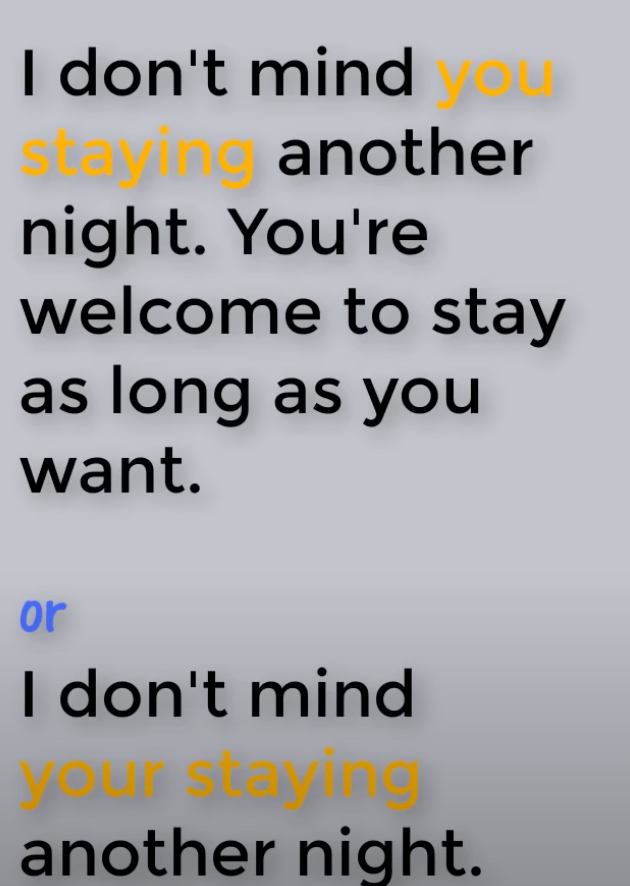 I don't mind you
staying another
night. You're
welcome to stay
as long as you
want.
or
I don't mind
your staying
another night.